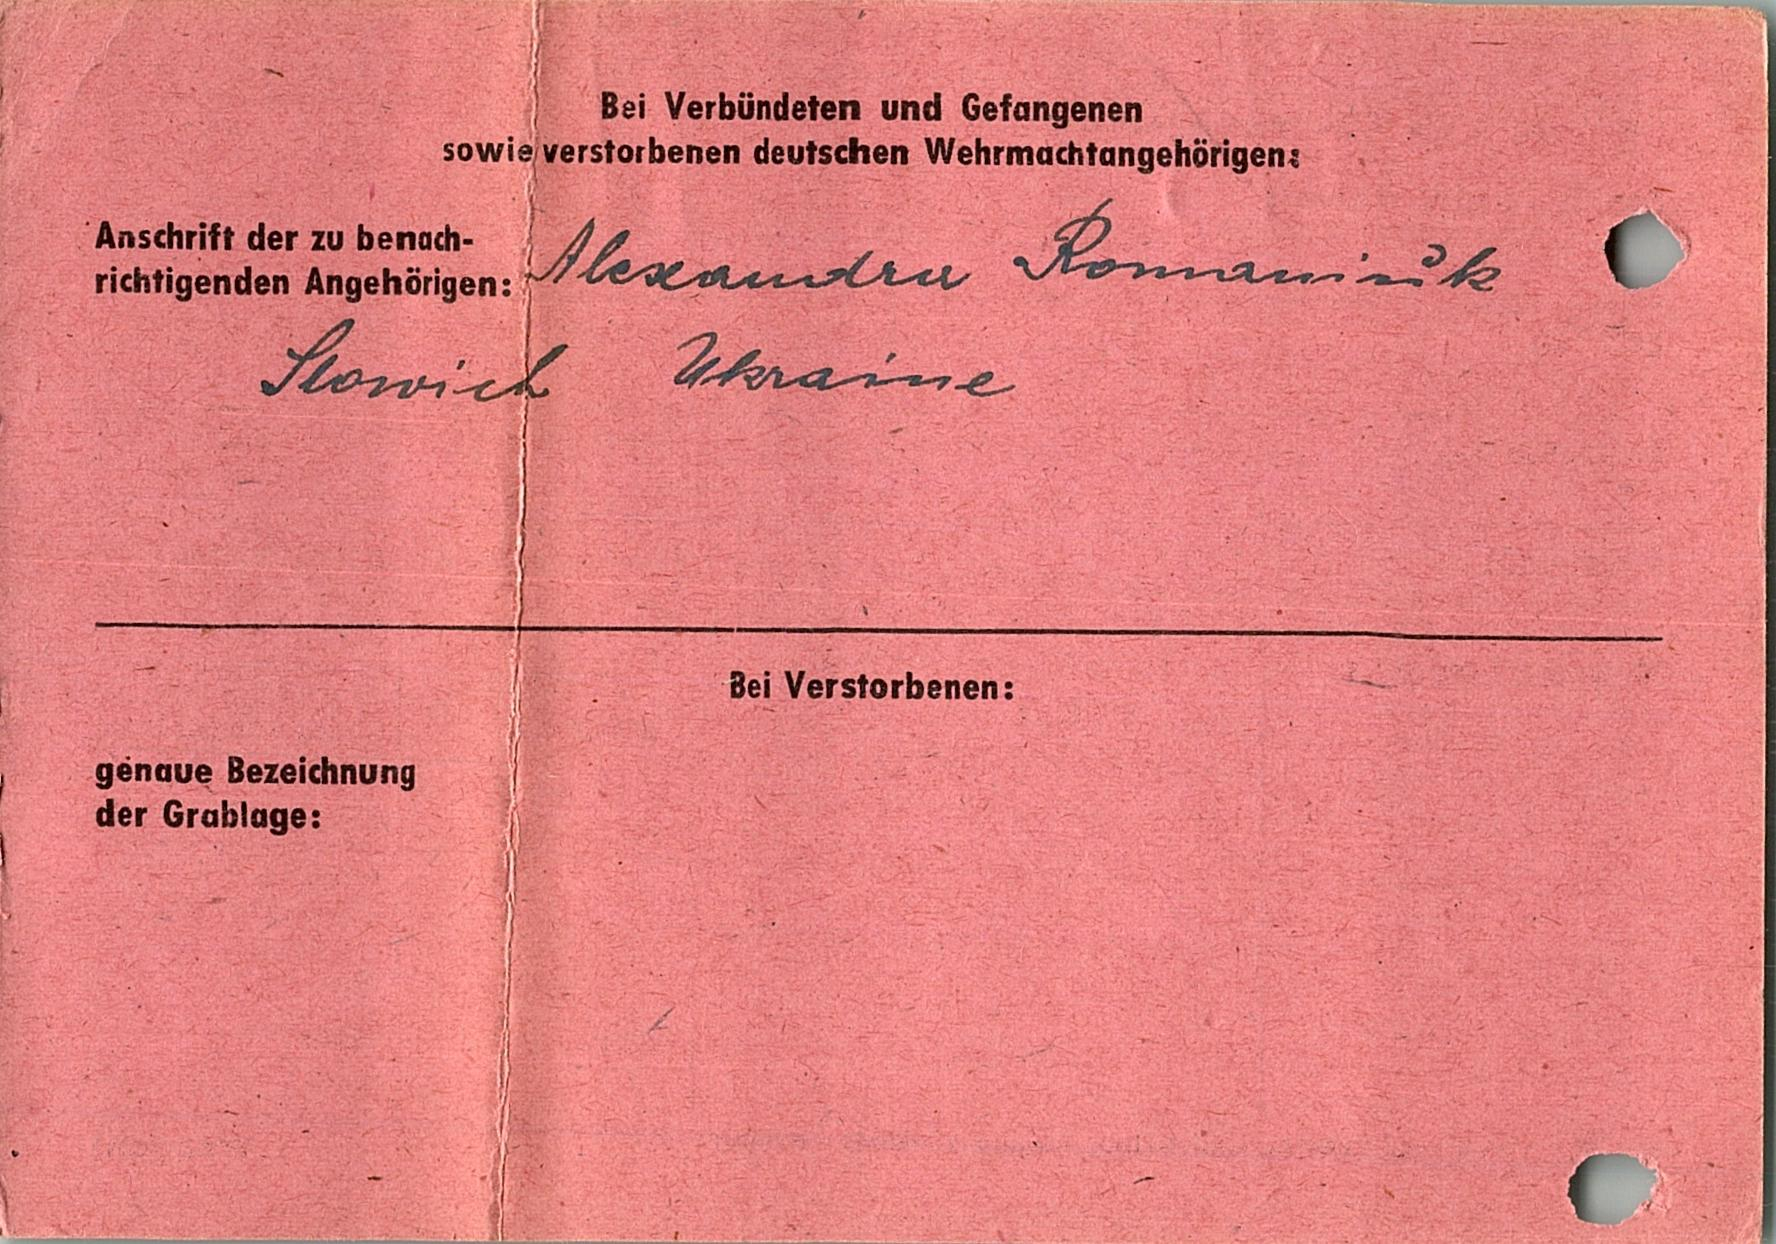 Bei Verbündeten und Gefangenen
sowie verstorbenen deutschen Wehrmachtangehörigen:
Anschrift der zu benach-
richtigenden Angehörigen: Alexandra Romaniuk
Slowich Ukraine
Bei Verstorbenen:
genaue Bezeichnung
der Grablage: